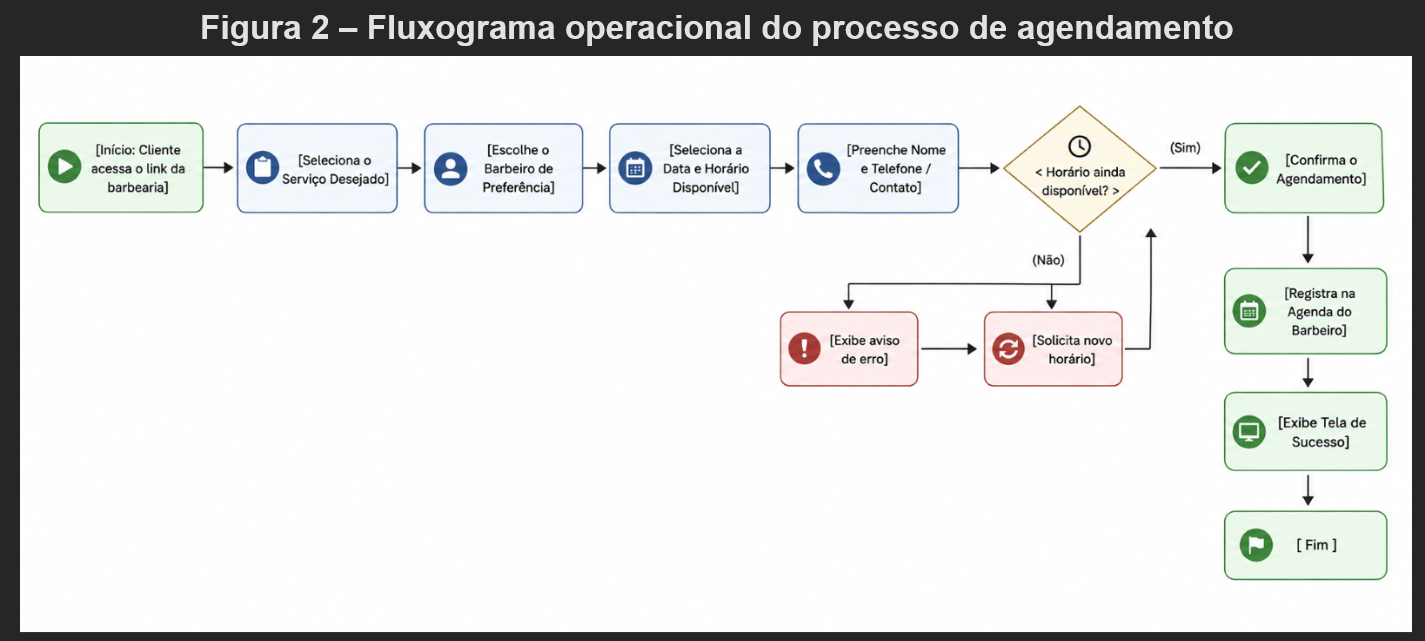 Figura 2 – Fluxograma operacional do processo de agendamento
[Início: Cliente
acessa o link da
barbearia]
[Seleciona o
Serviço Desejado]
[Escolhe o
Barbeiro de
Preferência]
[Seleciona a
Data e Horário
Disponível]
[Preenche Nome
e Telefone /
Contato]
< Horário ainda
disponível? >
(Sim)
[Confirma o
Agendamento]
(Não)
[Exibe aviso
de erro]
[Solicita novo
horário]
[Registra na
Agenda do
Barbeiro]
[Exibe Tela de
Sucesso]
[ Fim ]